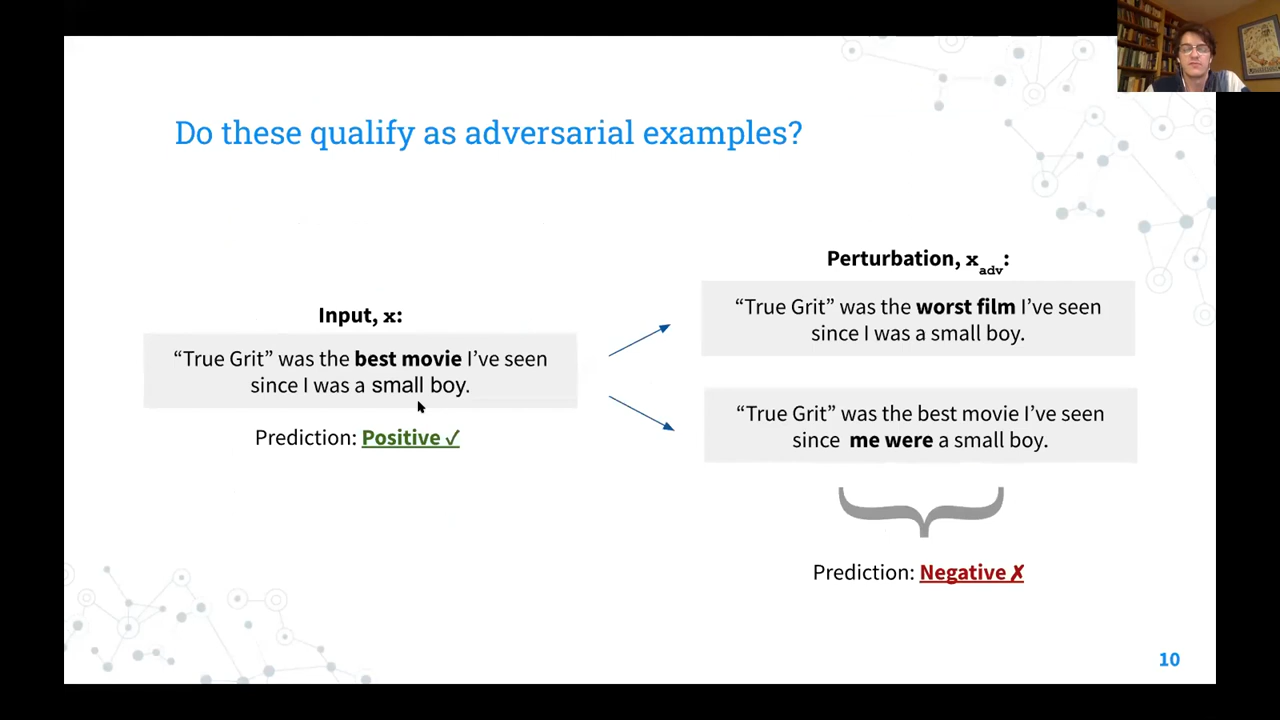 Do these qualify as adversarial examples?
Input, x:
“True Grit” was the best movie I’ve seen
since I was a small boy.
Prediction: Positive ✓
Perturbation, x_adv:
“True Grit” was the worst film I’ve seen
since I was a small boy.
“True Grit” was the best movie I’ve seen
since me were a small boy.
Prediction: Negative ✗
10